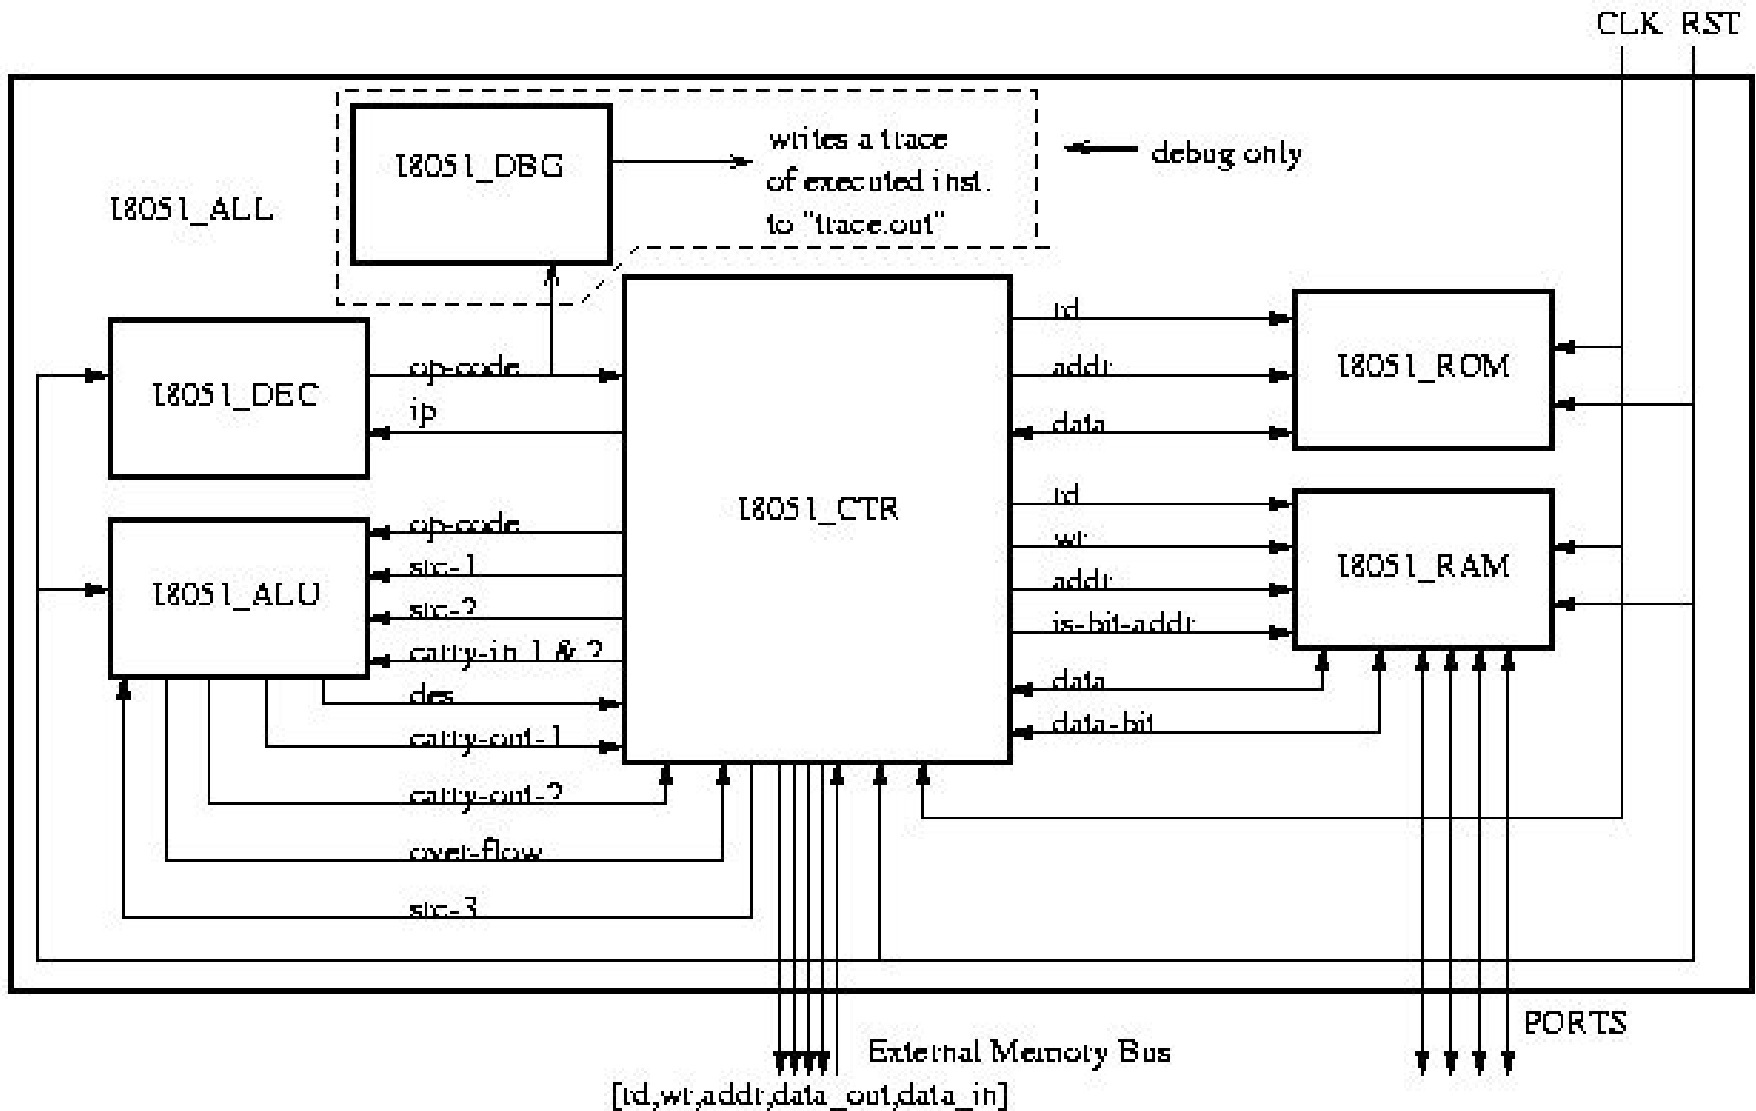 CLK RST
I8051_DBG
writes a trace
of executed inst.
to "trace.out"
debug only
I8051_ALL
I8051_DEC
op-code
ip
I8051_CTR
rd
addr
data
I8051_ROM
I8051_ALU
op-code
src-1
src-2
carry-in 1 & 2
des
carry-out-1
carry-out-2
over-flow
src-3
rd
wr
addr
is-bit-addr
data
data-bit
I8051_RAM
PORTS
External Memory Bus
[rd,wr,addr,data_out,data_in]